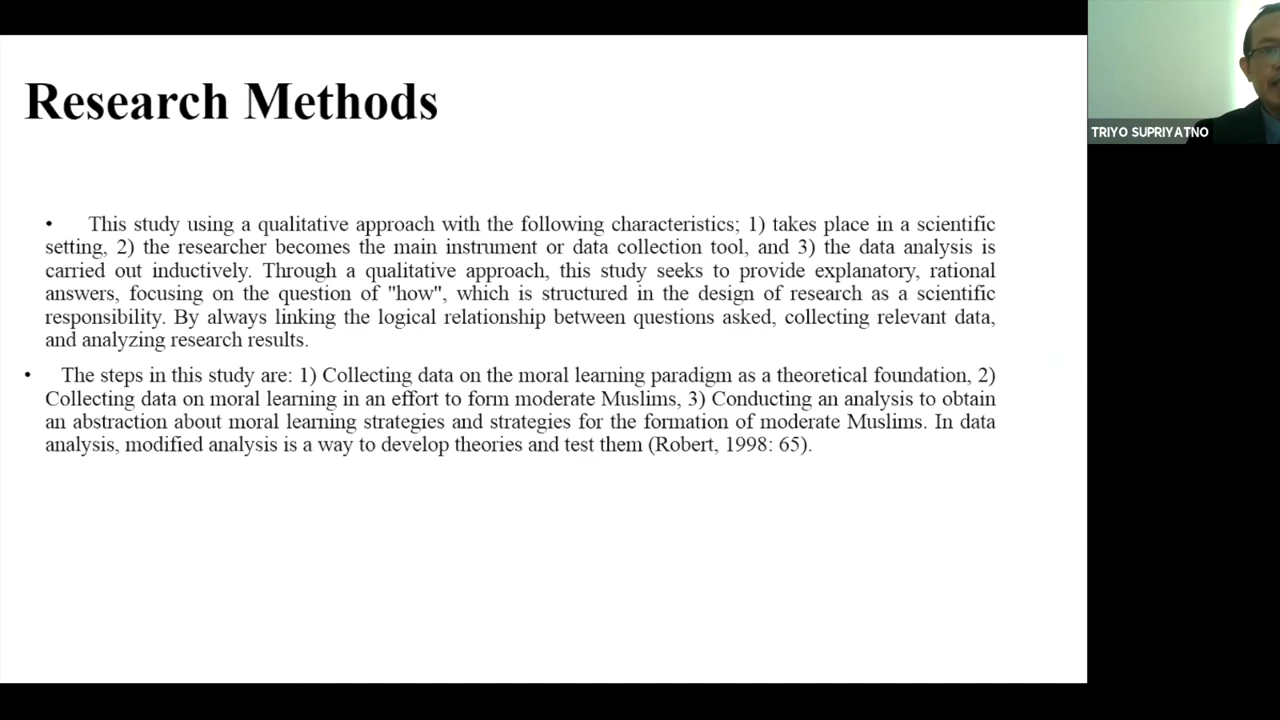 Research Methods
TRIYO SUPRIYATNO
• This study using a qualitative approach with the following characteristics; 1) takes place in a scientific
setting, 2) the researcher becomes the main instrument or data collection tool, and 3) the data analysis is
carried out inductively. Through a qualitative approach, this study seeks to provide explanatory, rational
answers, focusing on the question of "how", which is structured in the design of research as a scientific
responsibility. By always linking the logical relationship between questions asked, collecting relevant data,
and analyzing research results.
• The steps in this study are: 1) Collecting data on the moral learning paradigm as a theoretical foundation, 2)
Collecting data on moral learning in an effort to form moderate Muslims, 3) Conducting an analysis to obtain
an abstraction about moral learning strategies and strategies for the formation of moderate Muslims. In data
analysis, modified analysis is a way to develop theories and test them (Robert, 1998: 65).